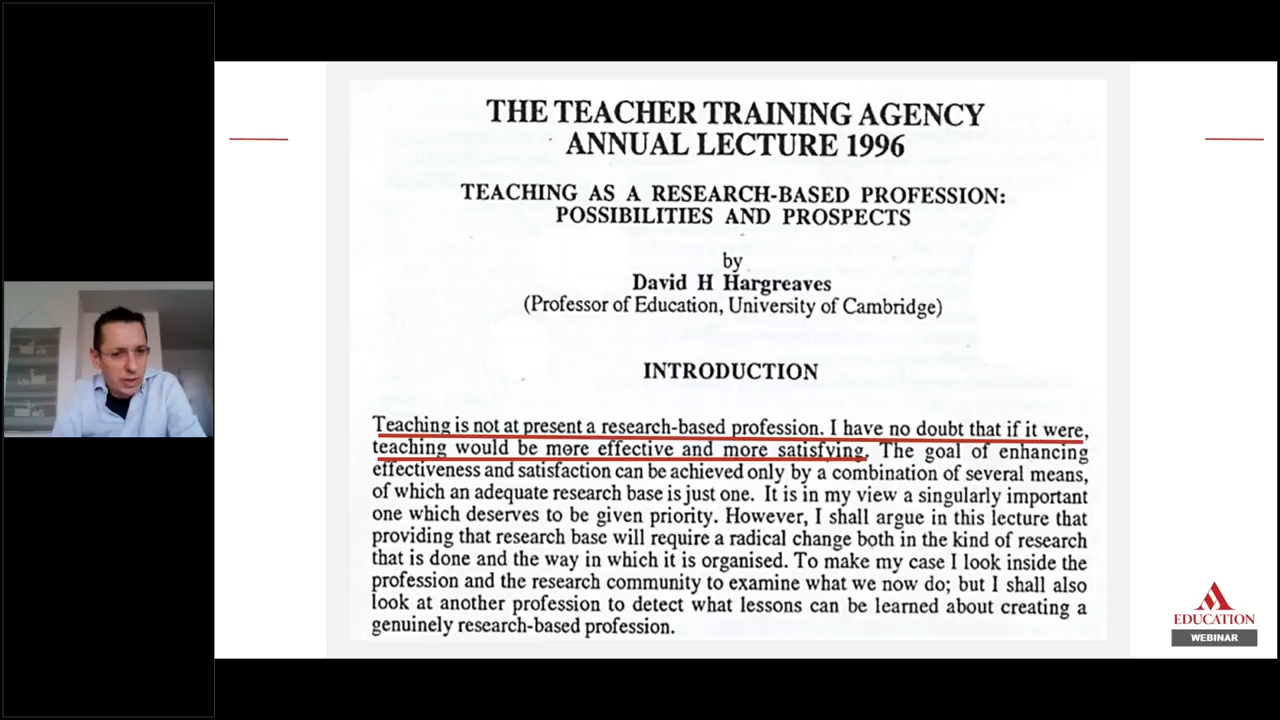 THE TEACHER TRAINING AGENCY
ANNUAL LECTURE 1996
TEACHING AS A RESEARCH-BASED PROFESSION:
POSSIBILITIES AND PROSPECTS
by
David H Hargreaves
(Professor of Education, University of Cambridge)
INTRODUCTION
Teaching is not at present a research-based profession. I have no doubt that if it were,
teaching would be more effective and more satisfying. The goal of enhancing
effectiveness and satisfaction can be achieved only by a combination of several means,
of which an adequate research base is just one. It is in my view a singularly important
one which deserves to be given priority. However, I shall argue in this lecture that
providing that research base will require a radical change both in the kind of research
that is done and the way in which it is organised. To make my case I look inside the
profession and the research community to examine what we now do; but I shall also
look at another profession to detect what lessons can be learned about creating a
genuinely research-based profession.
EDUCATION
WEBINAR